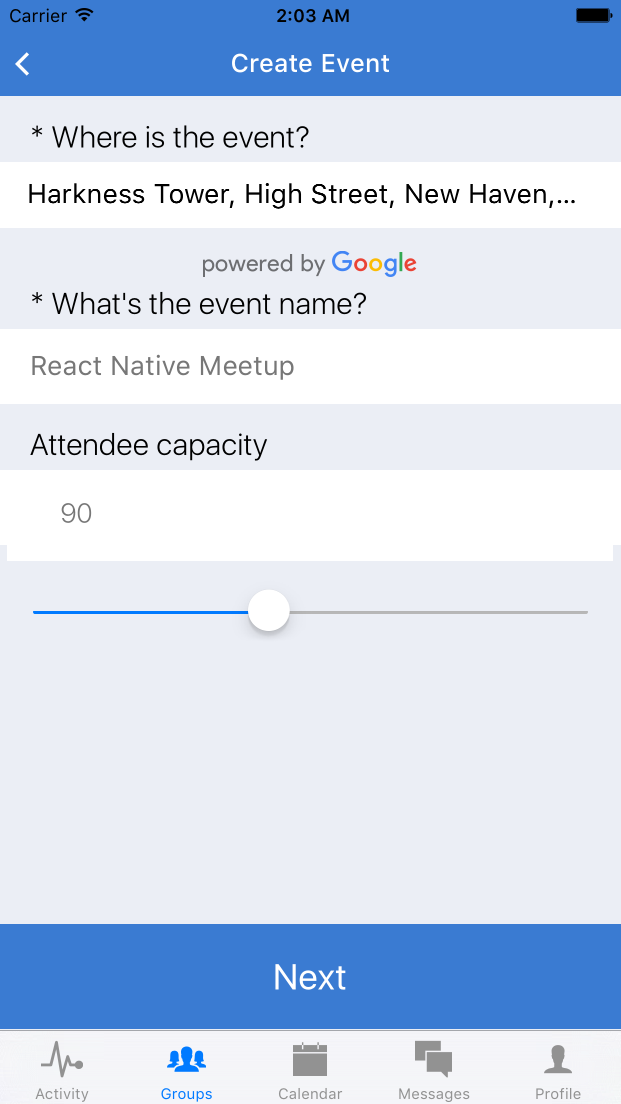 Carrier 2:03 AM
Create Event
* Where is the event?
Harkness Tower, High Street, New Haven,...
powered by Google
* What's the event name?
React Native Meetup
Attendee capacity
90
Next
Activity Groups Calendar Messages Profile